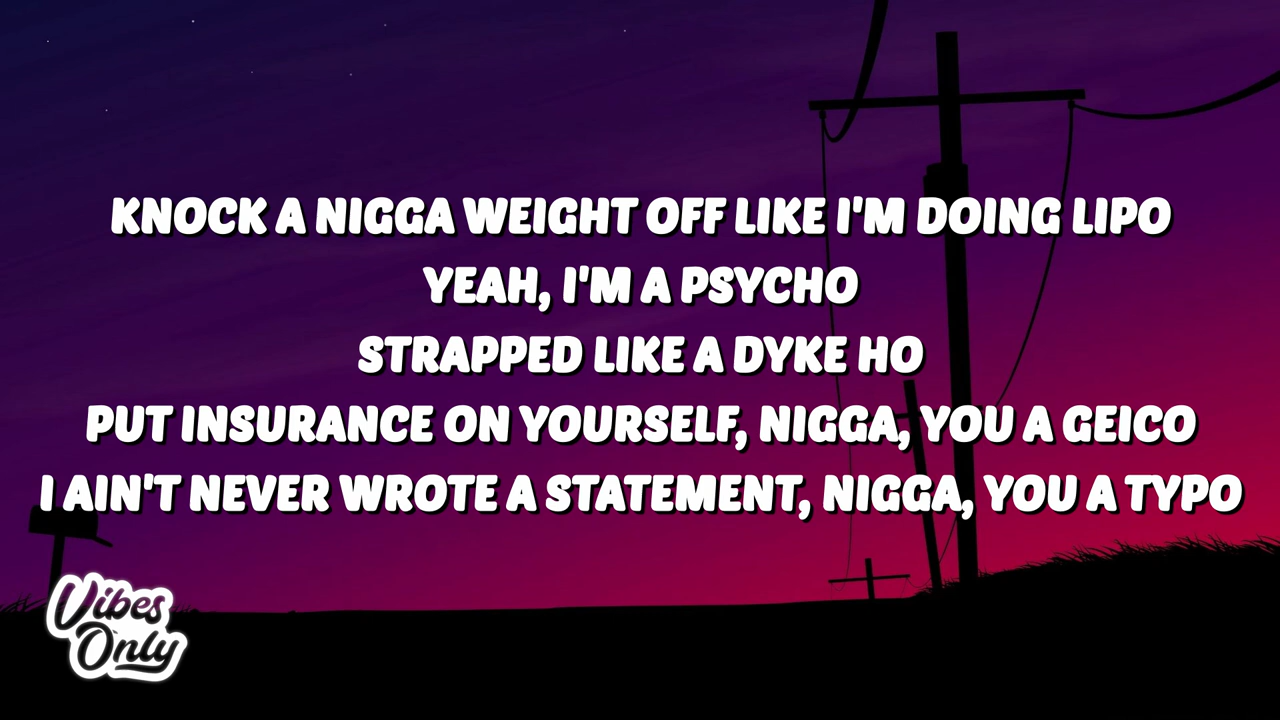 KNOCK A NIGGA WEIGHT OFF LIKE I'M DOING LIPO
YEAH, I'M A PSYCHO
STRAPPED LIKE A DYKE HO
PUT INSURANCE ON YOURSELF, NIGGA, YOU A GEICO
I AIN'T NEVER WROTE A STATEMENT, NIGGA, YOU A TYPO
Vibes
Only